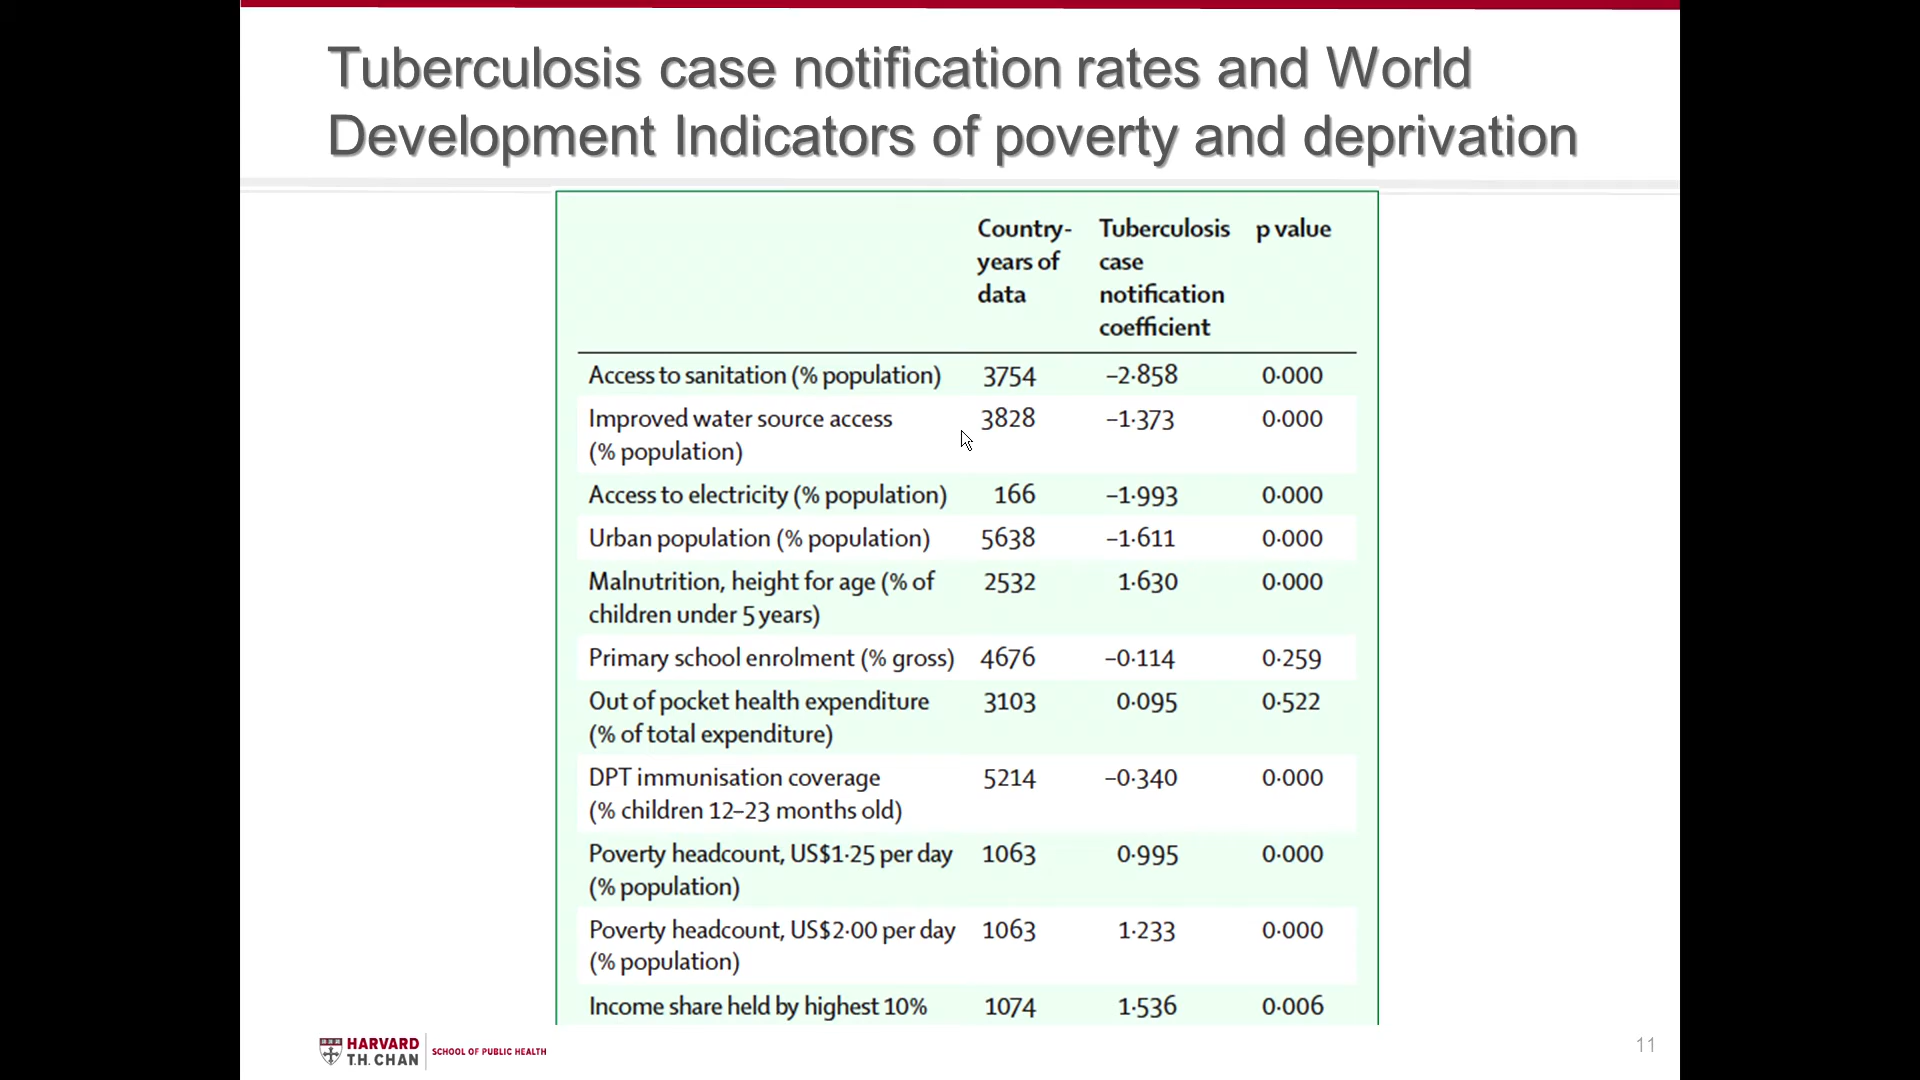 Tuberculosis case notification rates and World
Development Indicators of poverty and deprivation
Country-
years of
data
Tuberculosis
case
notification
coefficient
p value
Access to sanitation (% population) 3754 –2·858 0·000
Improved water source access 3828 –1·373 0·000
(% population)
Access to electricity (% population) 166 –1·993 0·000
Urban population (% population) 5638 –1·611 0·000
Malnutrition, height for age (% of 2532 1·630 0·000
children under 5 years)
Primary school enrolment (% gross) 4676 –0·114 0·259
Out of pocket health expenditure 3103 0·095 0·522
(% of total expenditure)
DPT immunisation coverage 5214 –0·340 0·000
(% children 12–23 months old)
Poverty headcount, US$1·25 per day 1063 0·995 0·000
(% population)
Poverty headcount, US$2·00 per day 1063 1·233 0·000
(% population)
Income share held by highest 10% 1074 1·536 0·006
HARVARD
T.H. CHAN
SCHOOL OF PUBLIC HEALTH
11